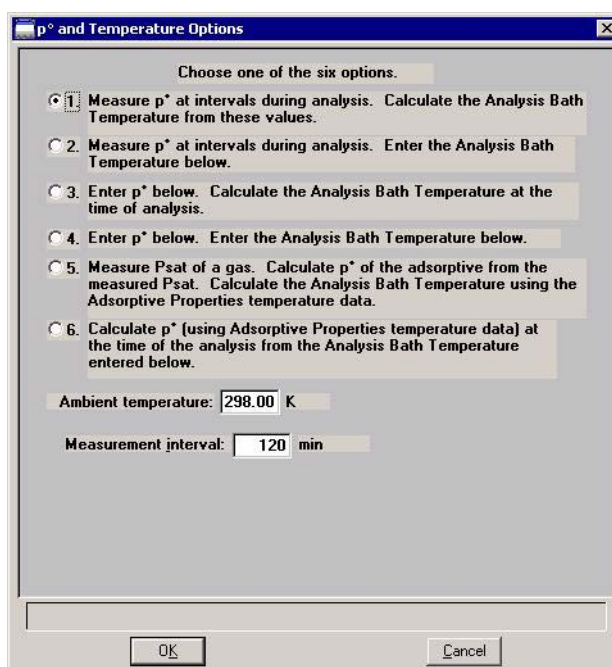 p° and Temperature Options
Choose one of the six options.
1. Measure p° at intervals during analysis. Calculate the Analysis Bath
Temperature from these values.
2. Measure p° at intervals during analysis. Enter the Analysis Bath
Temperature below.
3. Enter p° below. Calculate the Analysis Bath Temperature at the
time of analysis.
4. Enter p° below. Enter the Analysis Bath Temperature below.
5. Measure Psat of a gas. Calculate p° of the adsorptive from the
measured Psat. Calculate the Analysis Bath Temperature using the
Adsorptive Properties temperature data.
6. Calculate p° (using Adsorptive Properties temperature data) at
the time of the analysis from the Analysis Bath Temperature
entered below.
Ambient temperature: 298.00 K
Measurement interval: 120 min
OK Cancel